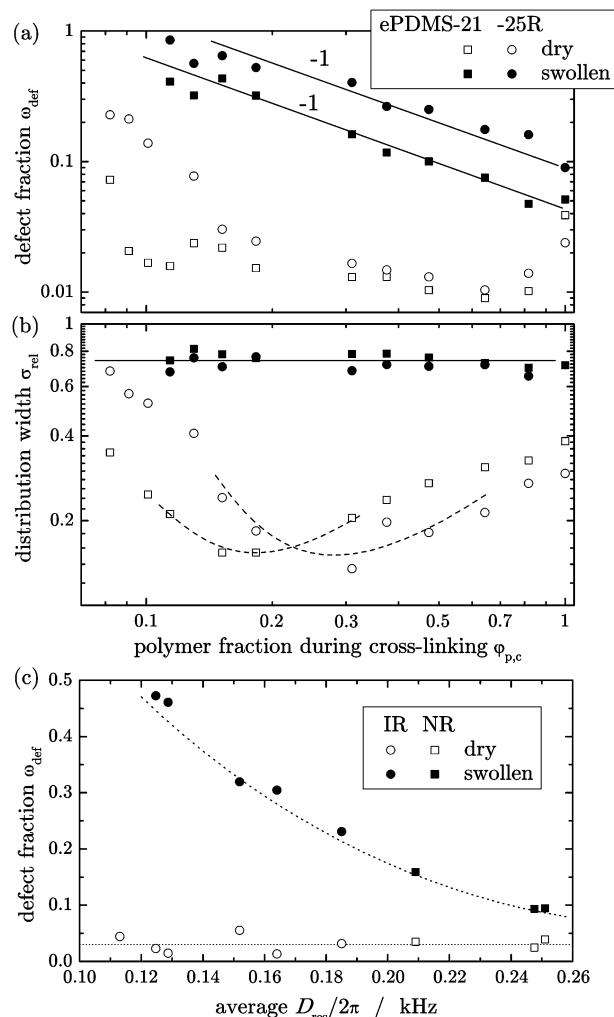 (a)
ePDMS-21 -25R
dry
swollen
-1
-1
defect fraction ω_def
1
0.1
0.01
(b)
distribution width σ_rel
1
0.8
0.4
0.2
0.1 0.2 0.3 0.5 0.7 1
polymer fraction during cross-linking φ_p,c
(c)
IR NR
dry
swollen
defect fraction ω_def
0.5
0.4
0.3
0.2
0.1
0.0
0.10 0.12 0.14 0.16 0.18 0.20 0.22 0.24 0.26
average D_res/2π / kHz